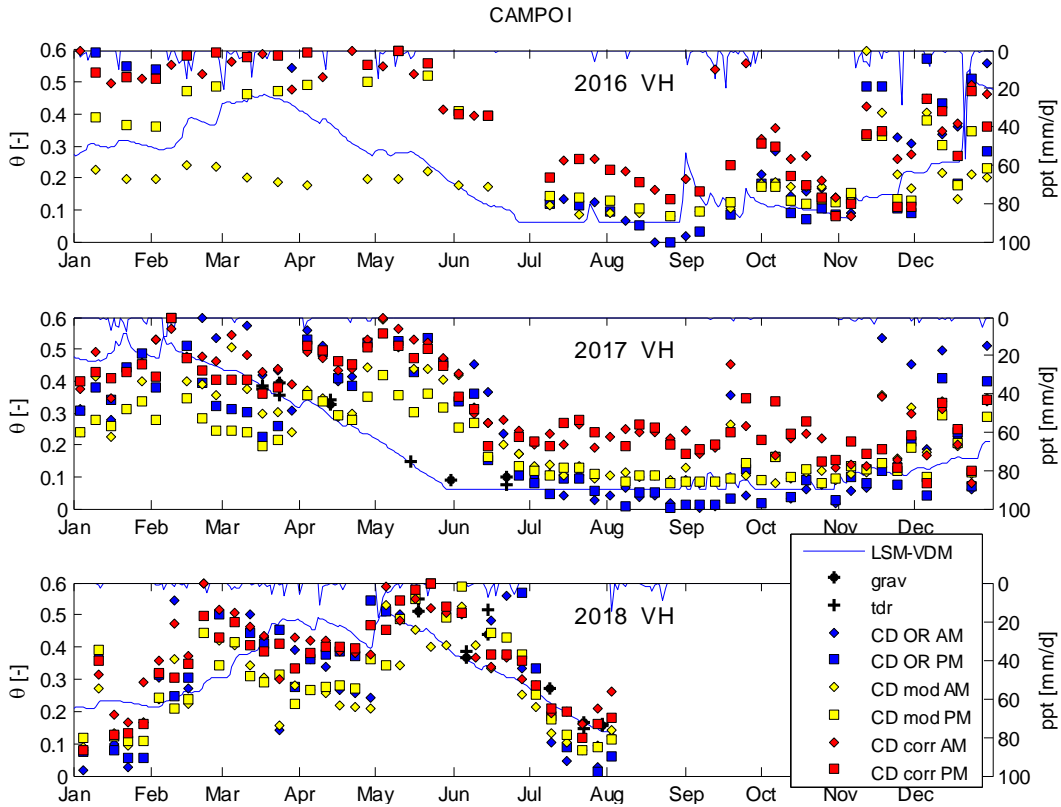 CAMPO I
0.6
0.5
0.4
0.3
0.2
0.1
0
θ [-]
2016 VH
0
20
40
60
80
100
ppt [mm/d]
Jan Feb Mar Apr May Jun Jul Aug Sep Oct Nov Dec
0.6
0.5
0.4
0.3
0.2
0.1
0
θ [-]
2017 VH
0
20
40
60
80
100
ppt [mm/d]
Jan Feb Mar Apr May Jun Jul Aug Sep Oct Nov Dec
0.6
0.5
0.4
0.3
0.2
0.1
0
θ [-]
2018 VH
0
20
40
60
80
100
ppt [mm/d]
Jan Feb Mar Apr May Jun Jul Aug Sep Oct Nov Dec
LSM-VDM
grav
tdr
CD OR AM
CD OR PM
CD mod AM
CD mod PM
CD corr AM
CD corr PM